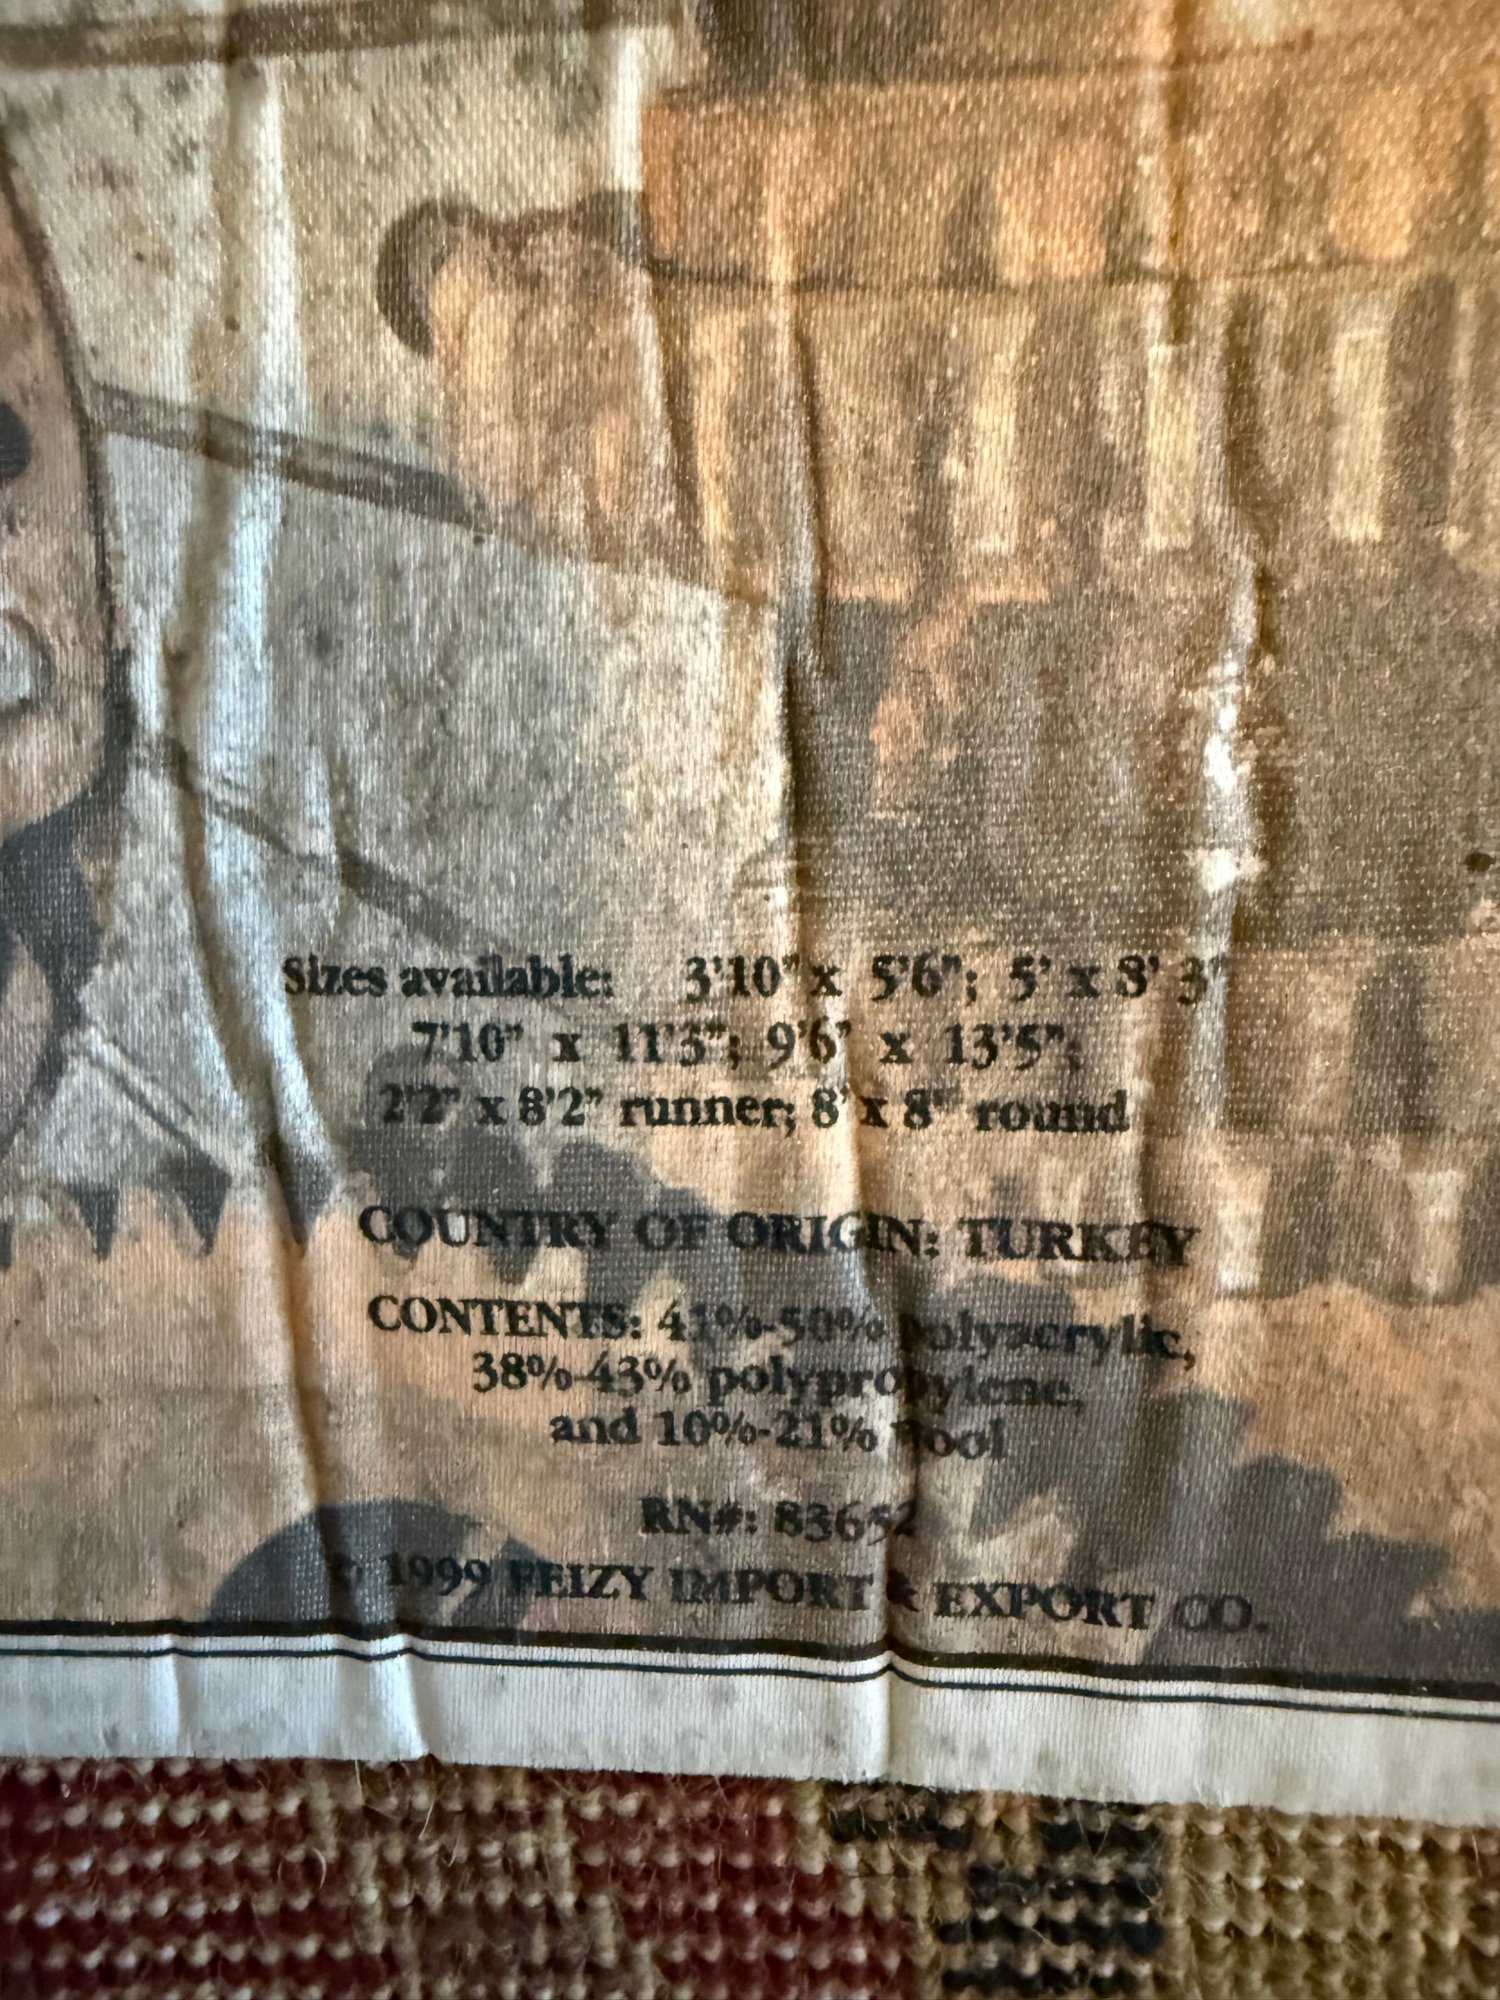 Sizes available: 3'10" x 5'6"; 5' x 8' 3"
7'10" x 11'3"; 9'6' x 13'5";
2'2" x 8'2" runner; 8' x 8'' round
COUNTRY OF ORIGIN: TURKEY
CONTENTS: 41%-50% Polyacrylic,
38%-43% polypropylene,
and 10%-21% Wool
RN#: 83652
© 1999 FEIZY IMPORT & EXPORT CO.